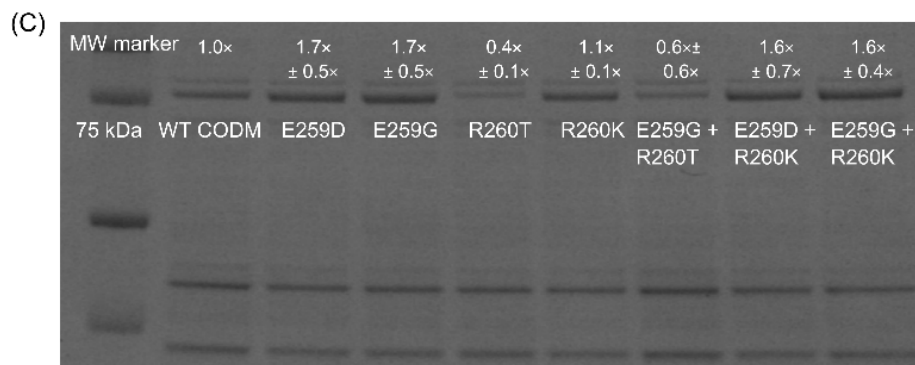 (C)
MW marker 1.0× 1.7× 1.7× 0.4× 1.1× 0.6×± 1.6× 1.6×
± 0.5× ± 0.5× ± 0.1× ± 0.1× 0.6× ± 0.7× ± 0.4×
75 kDa WT CODM E259D E259G R260T R260K E259G + E259D + E259G +
R260T R260K R260K